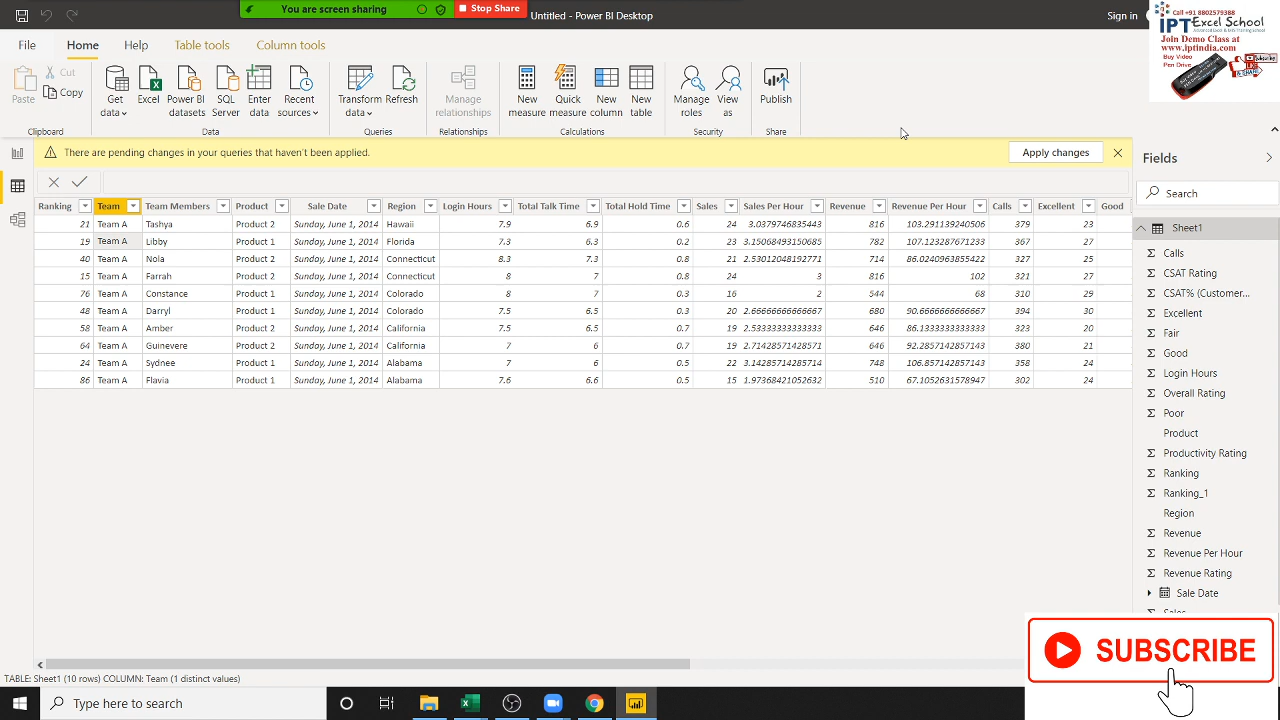 You are screen sharing
Stop Share
Untitled - Power BI Desktop
Sign in
Call +91 8802579388
IPT Excel School
Advanced Excel & MIS Training School
Join Demo Class at
www.iptindia.com
Buy Video
Pen Drive
File Home Help Table tools Column tools
Paste Cut Copy
Get data Excel Power BI datasets SQL Server Enter data Recent sources
Transform data Refresh
Manage relationships
New measure Quick measure New column New table
Manage roles View as
Publish
Clipboard Data Queries Relationships Calculations Security Share
There are pending changes in your queries that haven't been applied.
Apply changes
Ranking Team Team Members Product Sale Date Region Login Hours Total Talk Time Total Hold Time Sales Sales Per Hour Revenue Revenue Per Hour Calls Excellent Good
21 Team A Tashya Product 2 Sunday, June 1, 2014 Hawaii 7.9 6.9 0.6 24 3.0379746835443 816 103.291139240506 379 23
19 Team A Libby Product 1 Sunday, June 1, 2014 Florida 7.3 6.3 0.2 23 3.15068493150685 782 107.123287671233 367 27
40 Team A Nola Product 2 Sunday, June 1, 2014 Connecticut 8.3 7.3 0.8 21 2.53012048192771 714 86.0240963855422 327 25
15 Team A Farrah Product 2 Sunday, June 1, 2014 Connecticut 8 7 0.8 24 3 816 102 321 27
76 Team A Constance Product 1 Sunday, June 1, 2014 Colorado 8 7 0.3 16 2 544 68 310 29
48 Team A Darryl Product 1 Sunday, June 1, 2014 Colorado 7.5 6.5 0.3 20 2.66666666666667 680 90.6666666666667 394 30
58 Team A Amber Product 2 Sunday, June 1, 2014 California 7.5 6.5 0.7 19 2.53333333333333 646 86.1333333333333 323 20
64 Team A Guinevere Product 2 Sunday, June 1, 2014 California 7 6 0.7 19 2.71428571428571 646 92.2857142857143 380 21
24 Team A Sydnee Product 1 Sunday, June 1, 2014 Alabama 7 6 0.5 22 3.14285714285714 748 106.857142857143 358 24
86 Team A Flavia Product 1 Sunday, June 1, 2014 Alabama 7.6 6.6 0.5 15 1.97368421052632 510 67.1052631578947 302 24
Fields
Search
Sheet1
Calls
CSAT Rating
CSAT% (Customer...
Excellent
Fair
Good
Login Hours
Overall Rating
Poor
Product
Productivity Rating
Ranking
Ranking_1
Region
Revenue
Revenue Per Hour
Revenue Rating
Sale Date
Sales
SUBSCRIBE
TABLE: Sheet1 (10 rows) COLUMN: Team (1 distinct values)
Type here to search